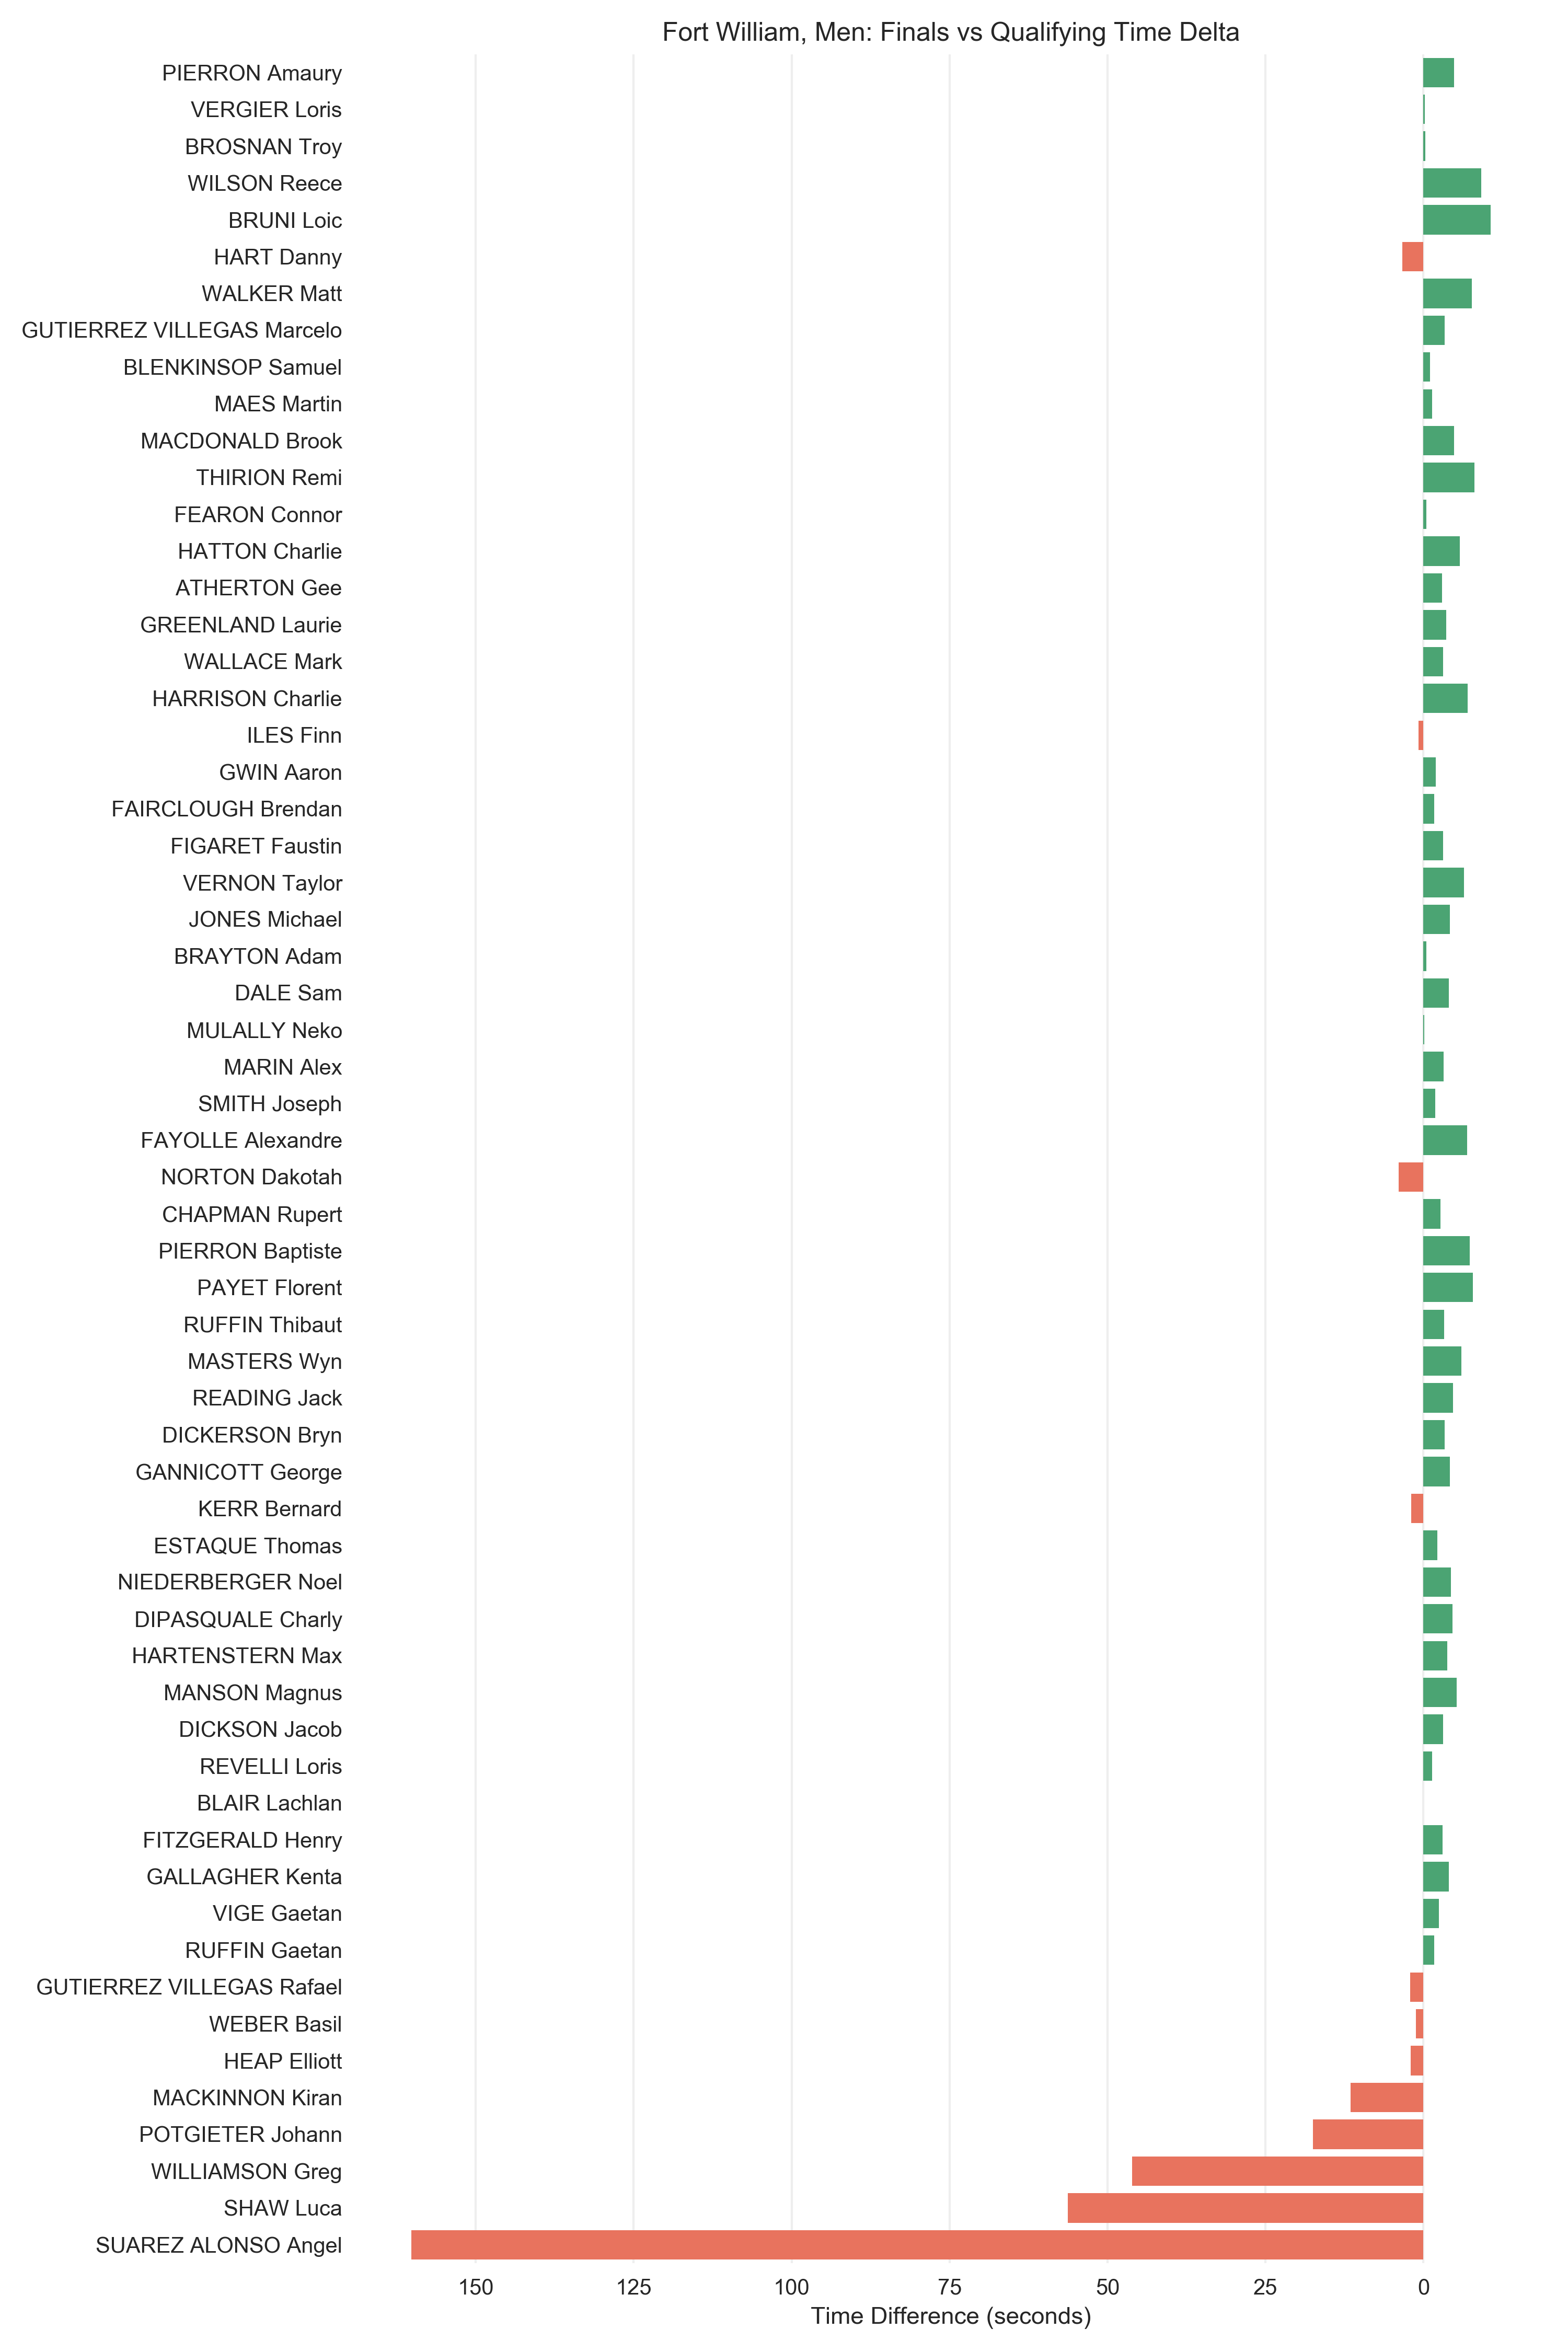 Fort William, Men: Finals vs Qualifying Time Delta
PIERRON Amaury
VERGIER Loris
BROSNAN Troy
WILSON Reece
BRUNI Loic
HART Danny
WALKER Matt
GUTIERREZ VILLEGAS Marcelo
BLENKINSOP Samuel
MAES Martin
MACDONALD Brook
THIRION Remi
FEARON Connor
HATTON Charlie
ATHERTON Gee
GREENLAND Laurie
WALLACE Mark
HARRISON Charlie
ILES Finn
GWIN Aaron
FAIRCLOUGH Brendan
FIGARET Faustin
VERNON Taylor
JONES Michael
BRAYTON Adam
DALE Sam
MULALLY Neko
MARIN Alex
SMITH Joseph
FAYOLLE Alexandre
NORTON Dakotah
CHAPMAN Rupert
PIERRON Baptiste
PAYET Florent
RUFFIN Thibaut
MASTERS Wyn
READING Jack
DICKERSON Bryn
GANNICOTT George
KERR Bernard
ESTAQUE Thomas
NIEDERBERGER Noel
DIPASQUALE Charly
HARTENSTERN Max
MANSON Magnus
DICKSON Jacob
REVELLI Loris
BLAIR Lachlan
FITZGERALD Henry
GALLAGHER Kenta
VIGE Gaetan
RUFFIN Gaetan
GUTIERREZ VILLEGAS Rafael
WEBER Basil
HEAP Elliott
MACKINNON Kiran
POTGIETER Johann
WILLIAMSON Greg
SHAW Luca
SUAREZ ALONSO Angel
150 125 100 75 50 25 0
Time Difference (seconds)